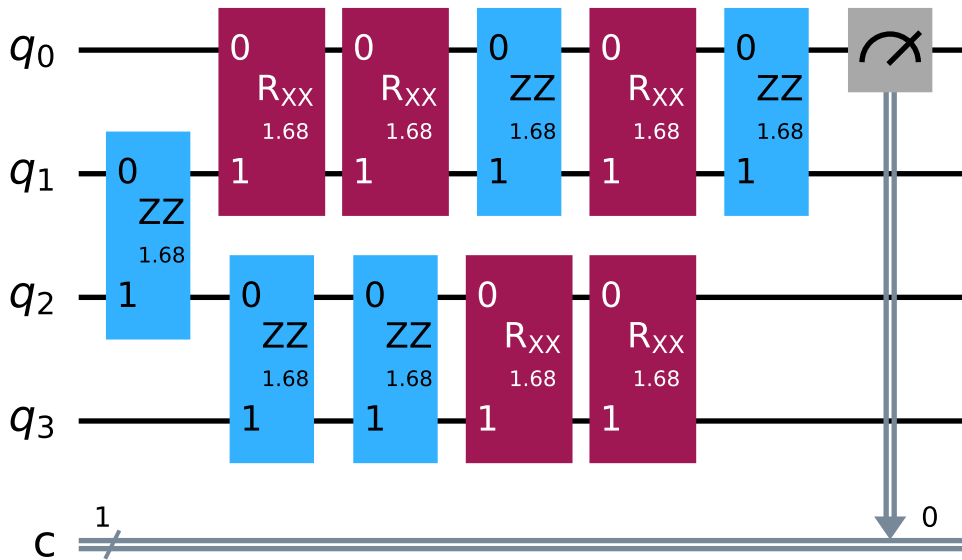 q0
0 0 0 0 0
RXX RXX ZZ RXX ZZ
1.68 1.68 1.68 1.68 1.68
q1
0 1 1 1 1 1
ZZ
1.68
q2
1 0 0 0 0
ZZ ZZ RXX RXX
1.68 1.68 1.68 1.68
q3
1 1 1 1
1 0
c